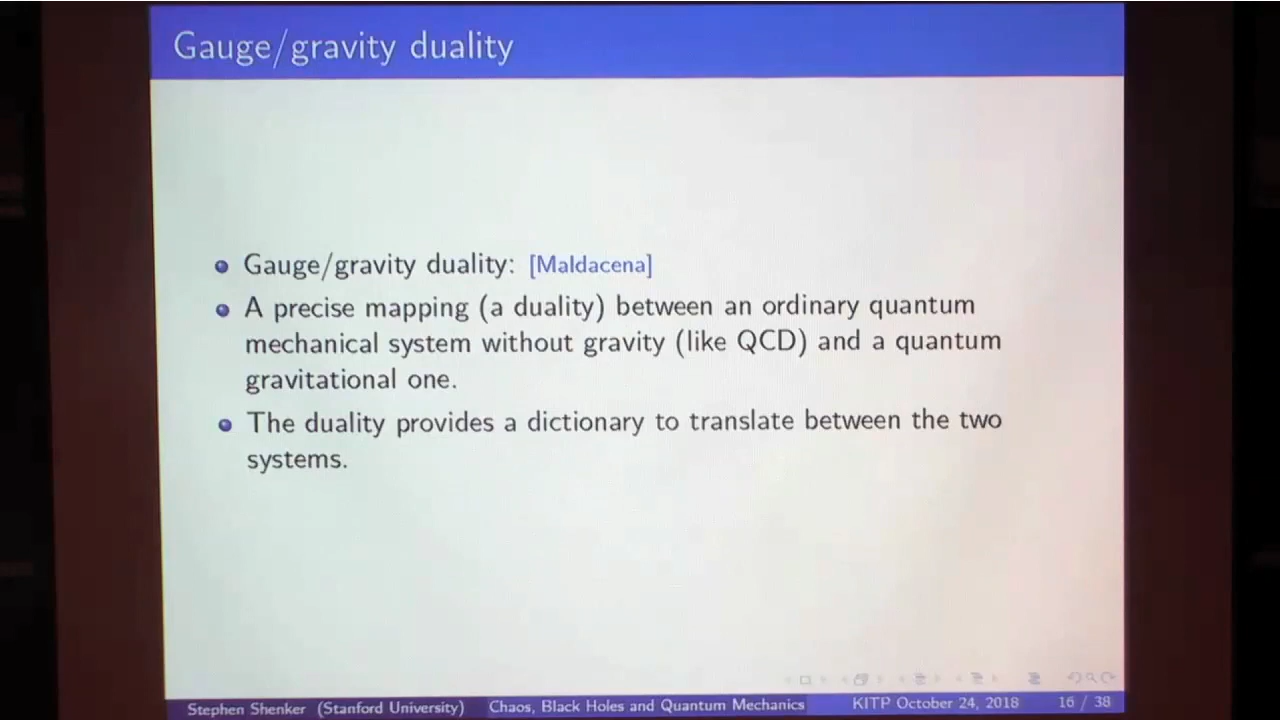 Gauge/gravity duality
Gauge/gravity duality: [Maldacena]
A precise mapping (a duality) between an ordinary quantum
mechanical system without gravity (like QCD) and a quantum
gravitational one.
The duality provides a dictionary to translate between the two
systems.
Stephen Shenker (Stanford University) Chaos, Black Holes and Quantum Mechanics KITP October 24, 2018 16 / 38